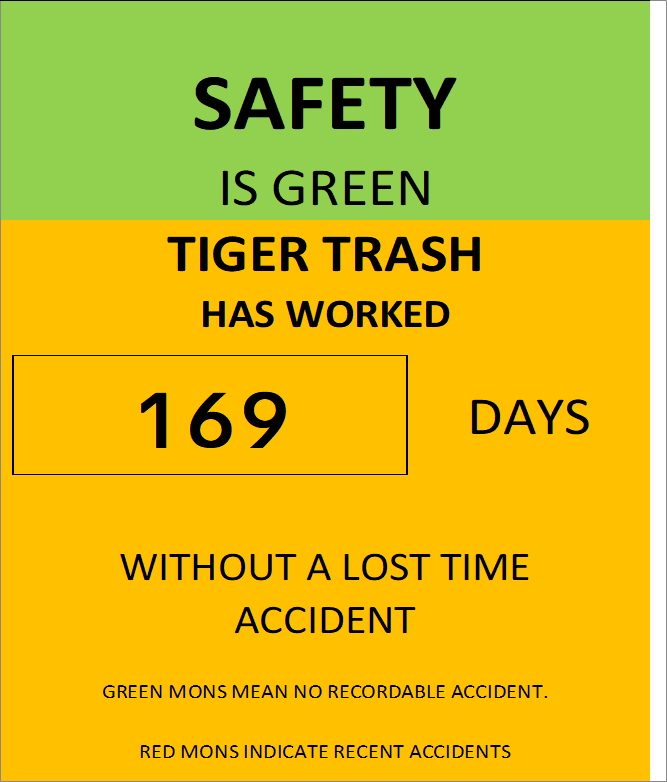 SAFETY
IS GREEN
TIGER TRASH
HAS WORKED
169 DAYS
WITHOUT A LOST TIME
ACCIDENT
GREEN MONS MEAN NO RECORDABLE ACCIDENT.
RED MONS INDICATE RECENT ACCIDENTS